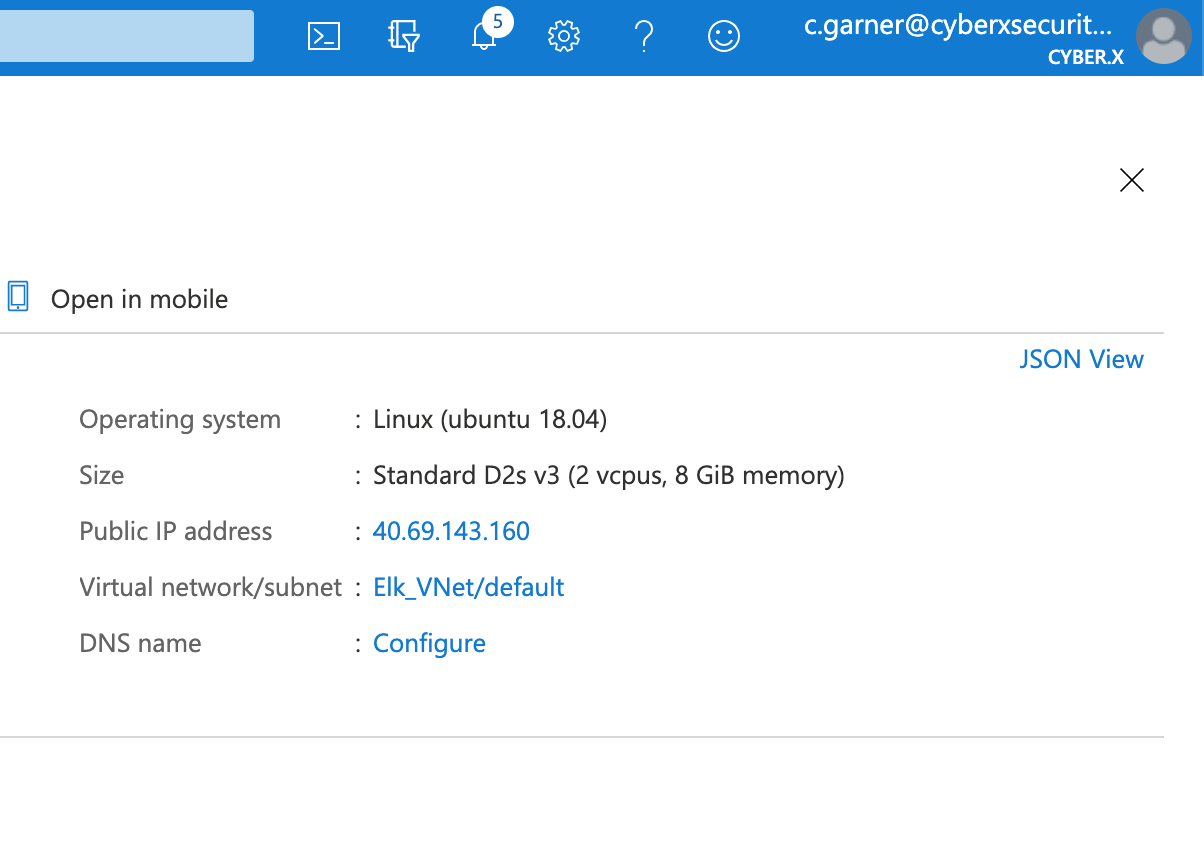 5
c.garner@cyberxsecurit...
CYBER.X
Open in mobile
JSON View
Operating system : Linux (ubuntu 18.04)
Size : Standard D2s v3 (2 vcpus, 8 GiB memory)
Public IP address : 40.69.143.160
Virtual network/subnet : Elk_VNet/default
DNS name : Configure